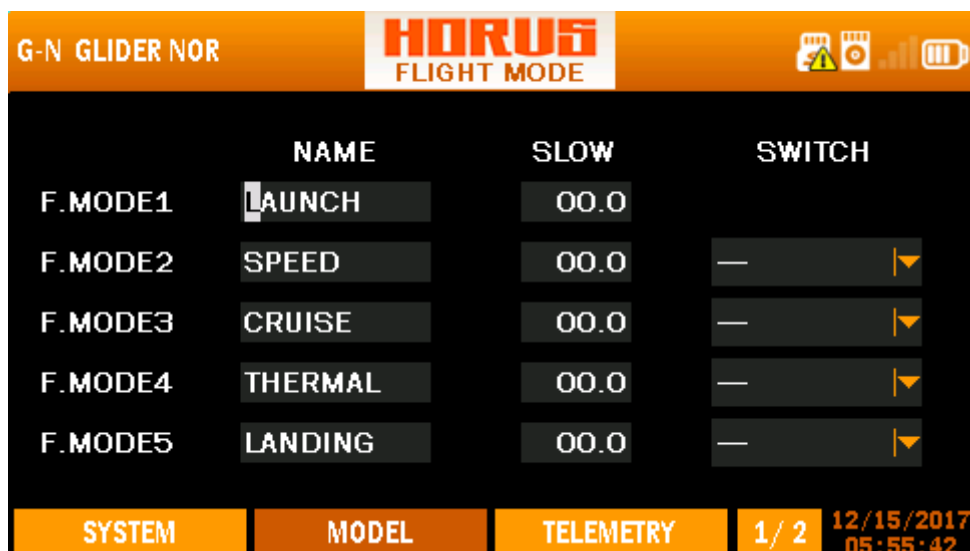 G-N GLIDER NOR
HORUS
FLIGHT MODE
NAME SLOW SWITCH
F.MODE1 LAUNCH 00.0
F.MODE2 SPEED 00.0 —
F.MODE3 CRUISE 00.0 —
F.MODE4 THERMAL 00.0 —
F.MODE5 LANDING 00.0 —
SYSTEM MODEL TELEMETRY 1/ 2 12/15/2017
05:55:42